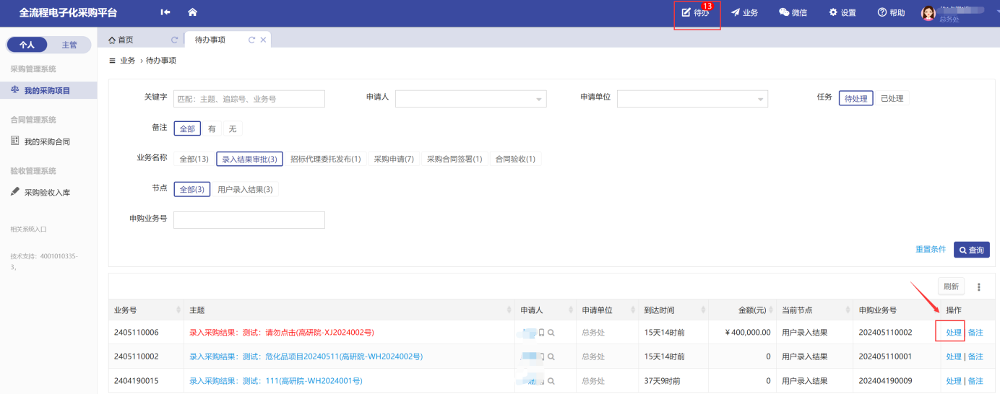 全流程电子化采购平台 待办 13 业务 微信 设置 帮助
总务处
个人 主管
首页 待办事项
业务 › 待办事项
采购管理系统
我的采购项目
合同管理系统
我的采购合同
验收管理系统
采购验收入库
相关系统入口
技术支持：4001010335-
3,
关键字 匹配：主题、追踪号、业务号 申请人 申请单位 任务 待处理 已处理
备注 全部 有 无
业务名称 全部(13) 录入结果审批(3) 招标代理委托发布(1) 采购申请(7) 采购合同签署(1) 合同验收(1)
节点 全部(3) 用户录入结果(3)
申购业务号
重置条件 查询
刷新
业务号 主题 申请人 申请单位 到达时间 金额(元) 当前节点 申购业务号 操作
2405110006 录入采购结果：测试：请勿点击(高研院-XJ2024002号) 总务处 15天14时前 ¥400,000.00 用户录入结果 202405110002 处理 | 备注
2405110002 录入采购结果：测试：危化品项目20240511(高研院-WH2024002号) 总务处 15天14时前 0 用户录入结果 202405110001 处理 | 备注
2404190015 录入采购结果：测试：111(高研院-WH2024001号) 总务处 37天9时前 0 用户录入结果 202404190009 处理 | 备注